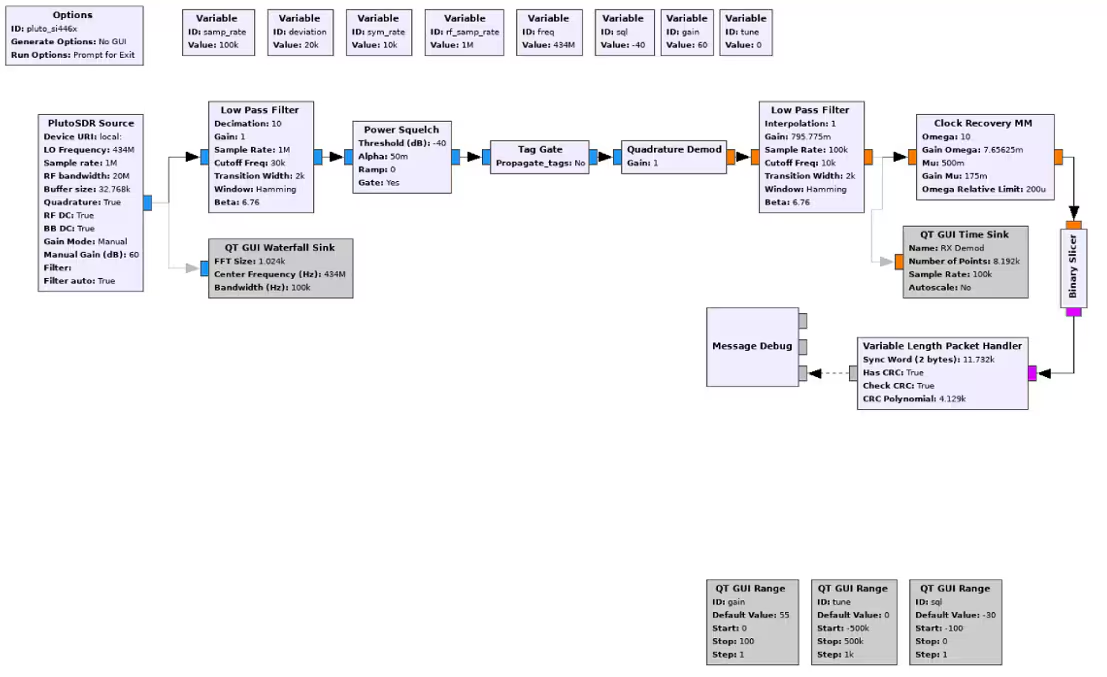 Options
ID: pluto_si446x
Generate Options: No GUI
Run Options: Prompt for Exit
Variable
ID: samp_rate
Value: 100k
Variable
ID: deviation
Value: 20k
Variable
ID: sym_rate
Value: 10k
Variable
ID: rf_samp_rate
Value: 1M
Variable
ID: freq
Value: 434M
Variable
ID: sql
Value: -40
Variable
ID: gain
Value: 60
Variable
ID: tune
Value: 0
PlutoSDR Source
Device URI: local:
LO Frequency: 434M
Sample rate: 1M
RF bandwidth: 20M
Buffer size: 32.768k
Quadrature: True
RF DC: True
BB DC: True
Gain Mode: Manual
Manual Gain (dB): 60
Filter:
Filter auto: True
Low Pass Filter
Decimation: 10
Gain: 1
Sample Rate: 1M
Cutoff Freq: 30k
Transition Width: 2k
Window: Hamming
Beta: 6.76
Power Squelch
Threshold (dB): -40
Alpha: 50m
Ramp: 0
Gate: Yes
Tag Gate
Propagate_tags: No
Quadrature Demod
Gain: 1
Low Pass Filter
Interpolation: 1
Gain: 795.775m
Sample Rate: 100k
Cutoff Freq: 10k
Transition Width: 2k
Window: Hamming
Beta: 6.76
Clock Recovery MM
Omega: 10
Gain Omega: 7.65625m
Mu: 500m
Gain Mu: 175m
Omega Relative Limit: 200u
QT GUI Waterfall Sink
FFT Size: 1.024k
Center Frequency (Hz): 434M
Bandwidth (Hz): 100k
QT GUI Time Sink
Name: RX Demod
Number of Points: 8.192k
Sample Rate: 100k
Autoscale: No
Binary Slicer
Message Debug
Variable Length Packet Handler
Sync Word (2 bytes): 11.732k
Has CRC: True
Check CRC: True
CRC Polynomial: 4.129k
QT GUI Range
ID: gain
Default Value: 55
Start: 0
Stop: 100
Step: 1
QT GUI Range
ID: tune
Default Value: 0
Start: -500k
Stop: 500k
Step: 1k
QT GUI Range
ID: sql
Default Value: -30
Start: -100
Stop: 0
Step: 1